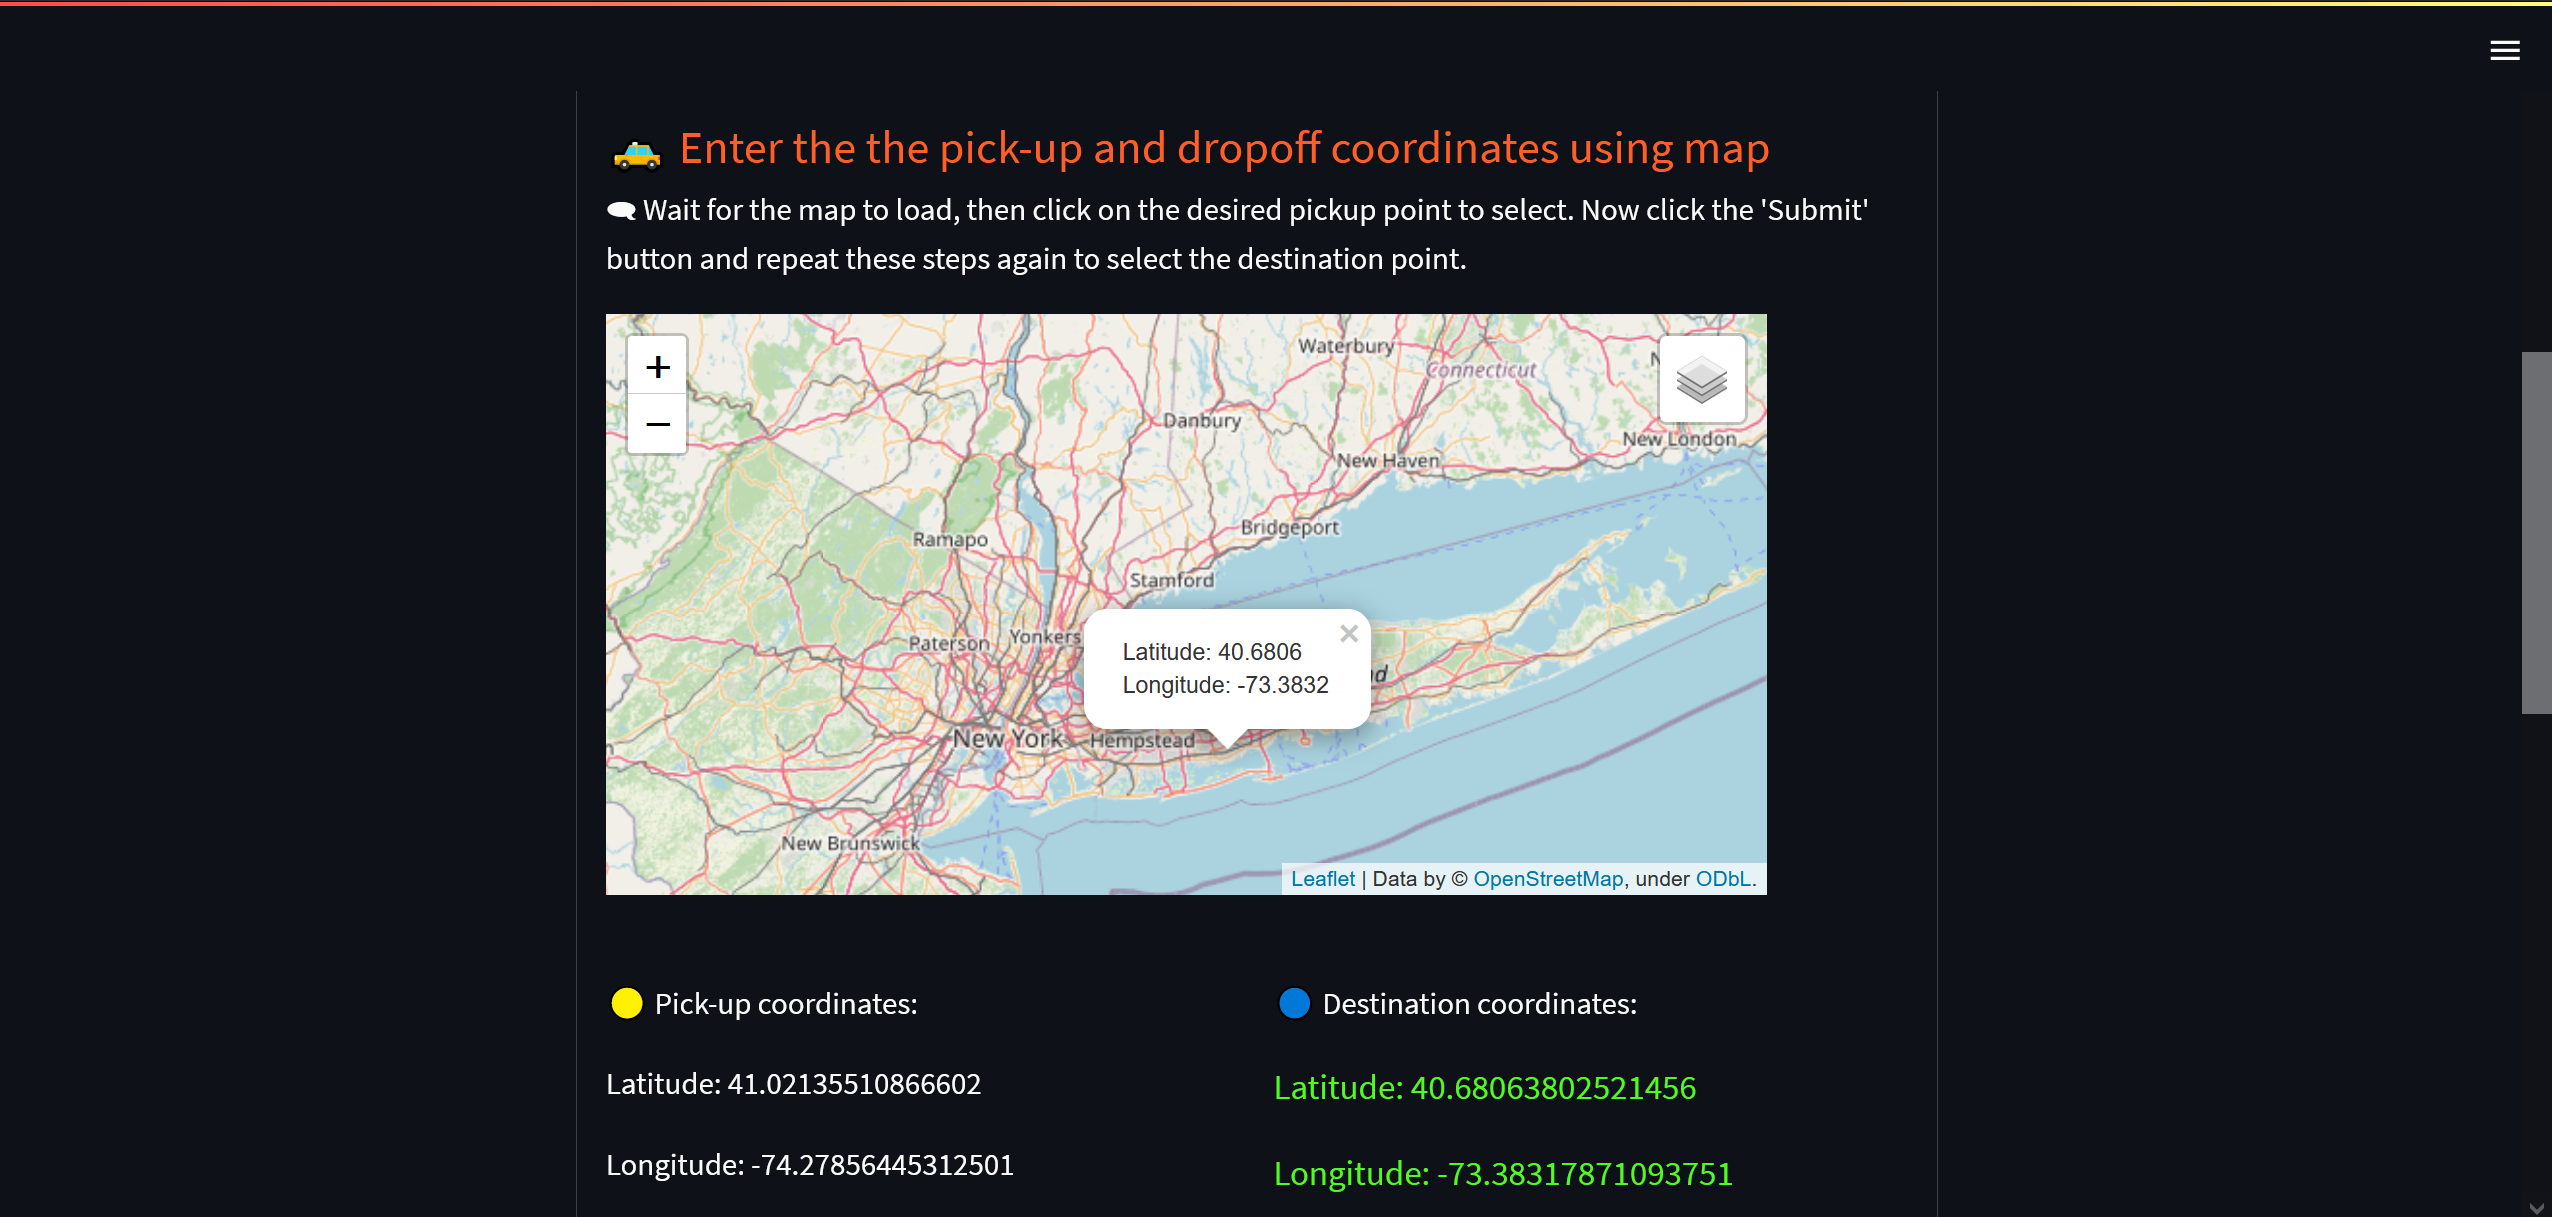 Enter the the pick-up and dropoff coordinates using map
Wait for the map to load, then click on the desired pickup point to select. Now click the 'Submit'
button and repeat these steps again to select the destination point.
+
−
Waterbury
Connecticut
Danbury
New London
New Haven
Bridgeport
Ramapo
Stamford
Paterson
Yonkers
×
Latitude: 40.6806
Longitude: -73.3832
New York
Hempstead
New Brunswick
Leaflet | Data by © OpenStreetMap, under ODbL.
Pick-up coordinates:
Destination coordinates:
Latitude: 41.02135510866602
Latitude: 40.68063802521456
Longitude: -74.27856445312501
Longitude: -73.38317871093751